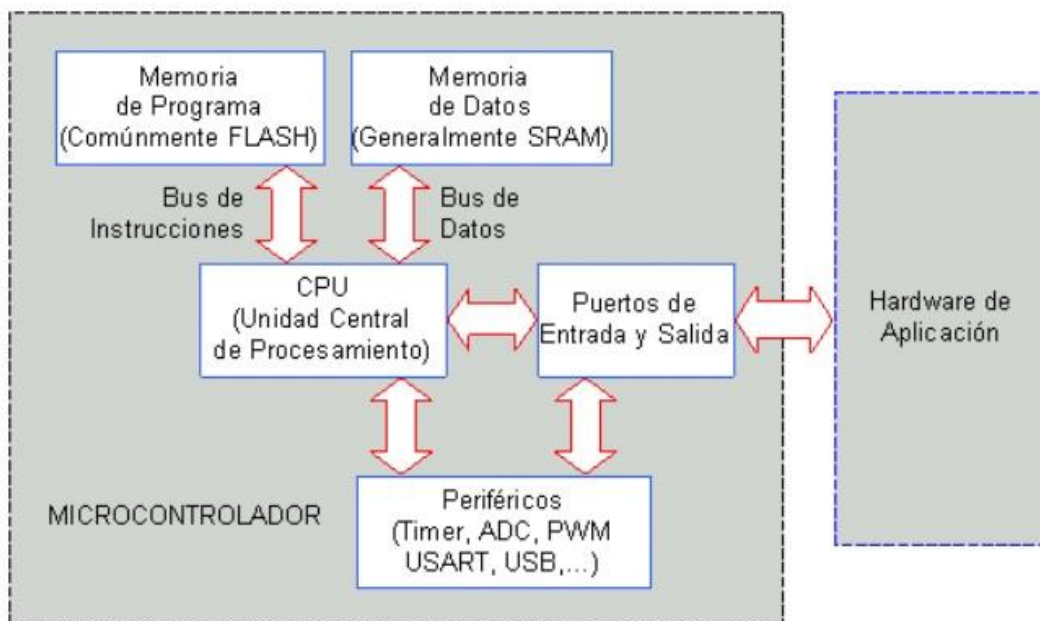 Memoria
de Programa
(Comúnmente FLASH)
Memoria
de Datos
(Generalmente SRAM)
Bus de
Instrucciones
Bus de
Datos
CPU
(Unidad Central
de Procesamiento)
Puertos de
Entrada y Salida
Hardware de
Aplicación
MICROCONTROLADOR
Periféricos
(Timer, ADC, PWM
USART, USB,...)